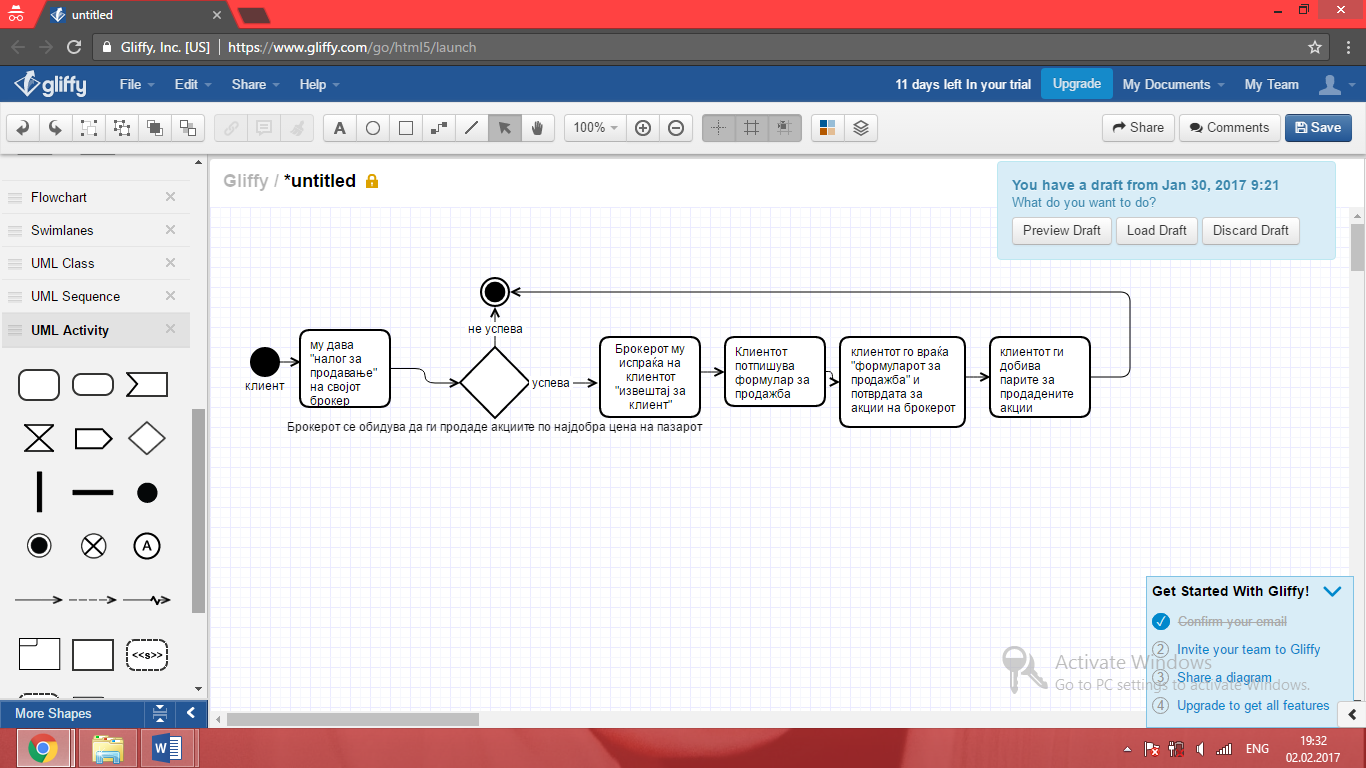 untitled
Gliffy, Inc. [US] https://www.gliffy.com/go/html5/launch
gliffy File Edit Share Help 11 days left In your trial Upgrade My Documents My Team
A 100% Share Comments Save
Gliffy / *untitled
You have a draft from Jan 30, 2017 9:21
What do you want to do?
Preview Draft Load Draft Discard Draft
Flowchart
Swimlanes
UML Class
UML Sequence
UML Activity
A
<<s>>
More Shapes
клиент
му дава
"налог за
продавање"
на својот
брокер
не успева
успева
Брокерот се обидува да ги продаде акциите по најдобра цена на пазарот
Брокерот му
испраќа на
клиентот
"извештај за
клиент"
Клиентот
потпишува
формулар за
продажба
клиентот го враќа
"формуларот за
продажба" и
потврдата за
акции на брокерот
клиентот ги
добива
парите за
продадените
акции
Get Started With Gliffy!
Confirm your email
2 Invite your team to Gliffy
3 Share a diagram
4 Upgrade to get all features
Activate Windows
Go to PC settings to activate Windows.
ENG
19:32
02.02.2017